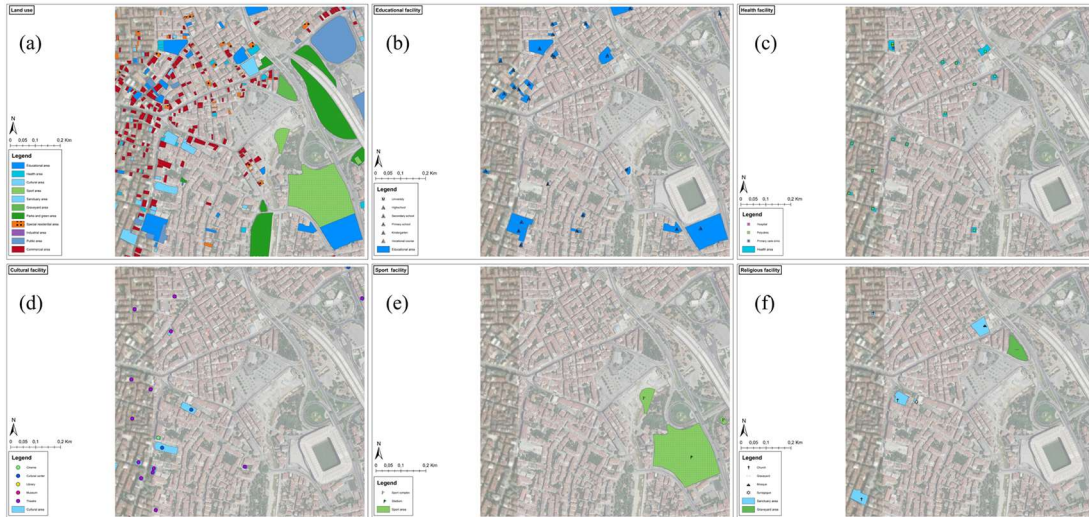 Land use
(a)
N
0 0,05 0,1 0,2 Km
Legend
Educational area
Health area
Cultural area
Sport area
Sanctuary area
Graveyard area
Parks and green area
Special residential area
Industrial area
Public area
Commercial area
Educational facility
(b)
N
0 0,05 0,1 0,2 Km
Legend
University
Highschool
Secondary school
Primary school
Kindergarten
Vocational school
Educational area
Health facility
(c)
N
0 0,05 0,1 0,2 Km
Legend
Hospital
Policlinic
Primary care clinic
Health area
Cultural facility
(d)
N
0 0,05 0,1 0,2 Km
Legend
Cinema
Cultural center
Library
Museum
Theatre
Cultural area
Sport facility
(e)
N
0 0,05 0,1 0,2 Km
Legend
Sport complex
Stadium
Sport area
Religious facility
(f)
N
0 0,05 0,1 0,2 Km
Legend
Church
Graveyard
Mosque
Synagogue
Sanctuary area
Graveyard area